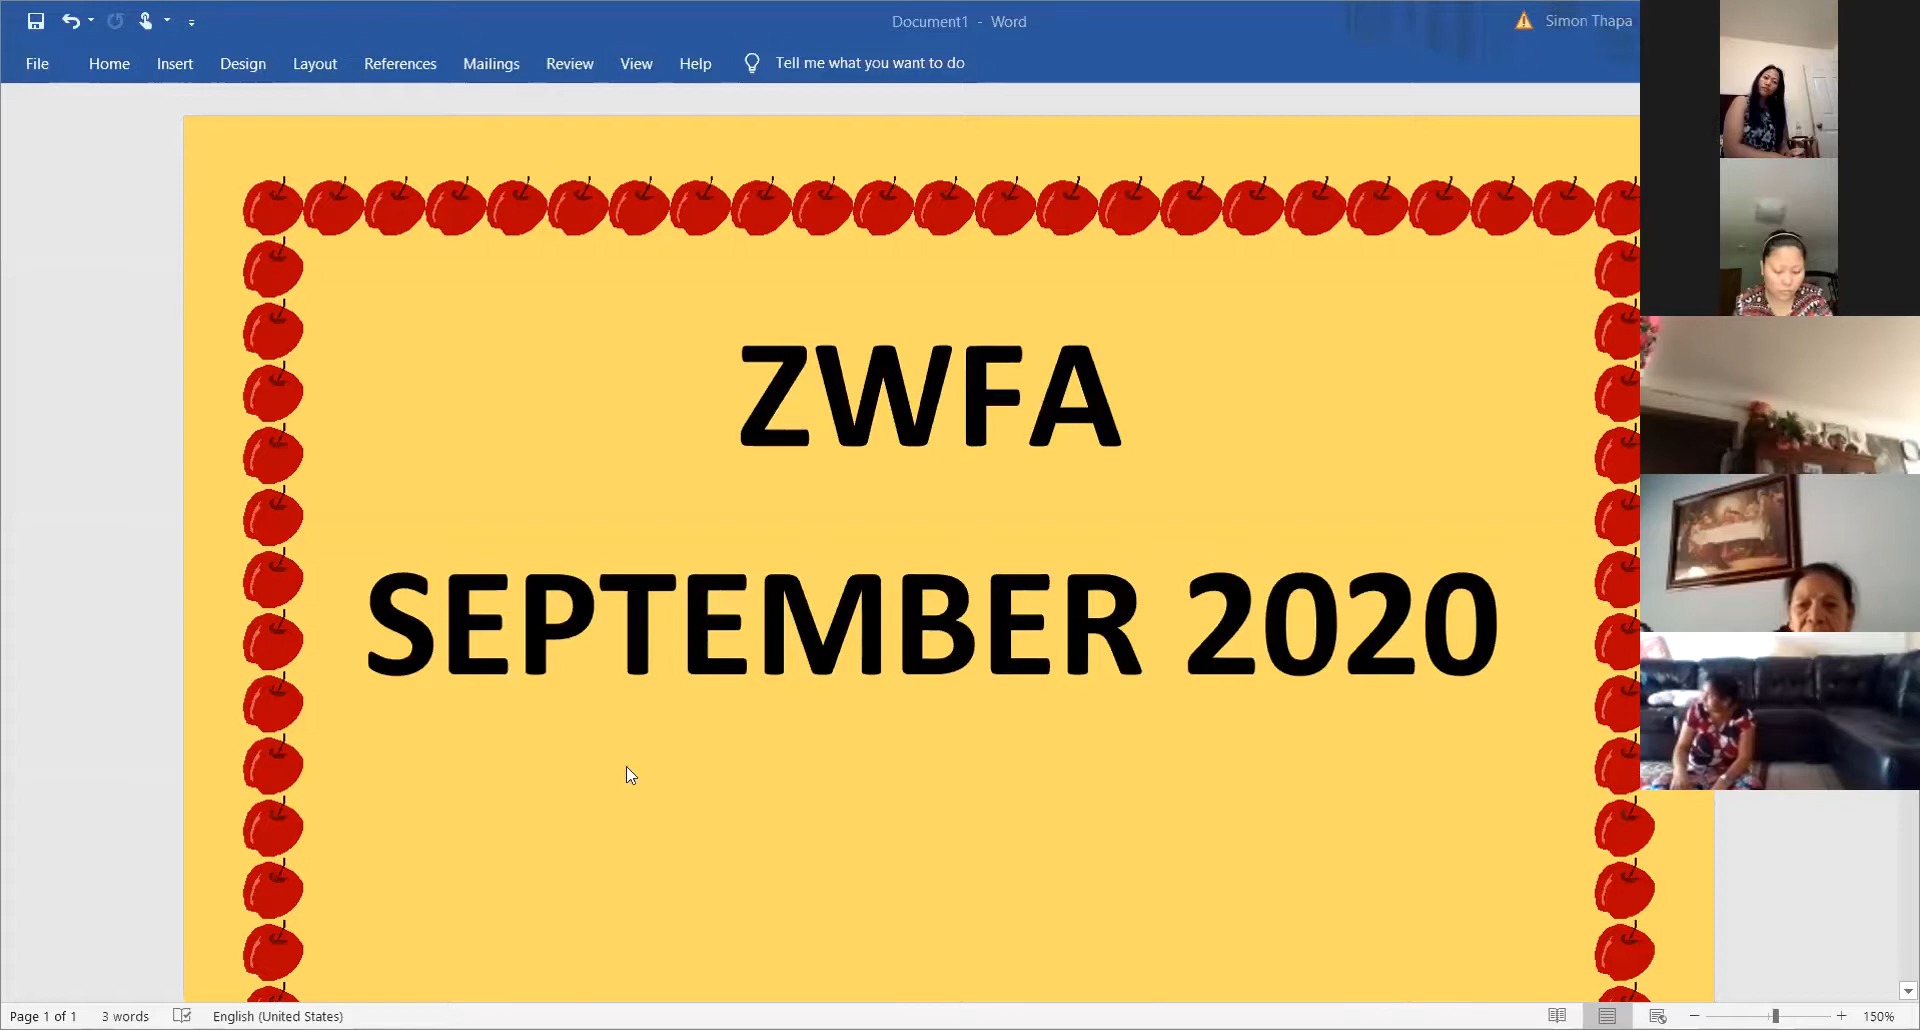 Document1 - Word
Simon Thapa
File Home Insert Design Layout References Mailings Review View Help Tell me what you want to do
ZWFA
SEPTEMBER 2020
Page 1 of 1 3 words English (United States) 150%